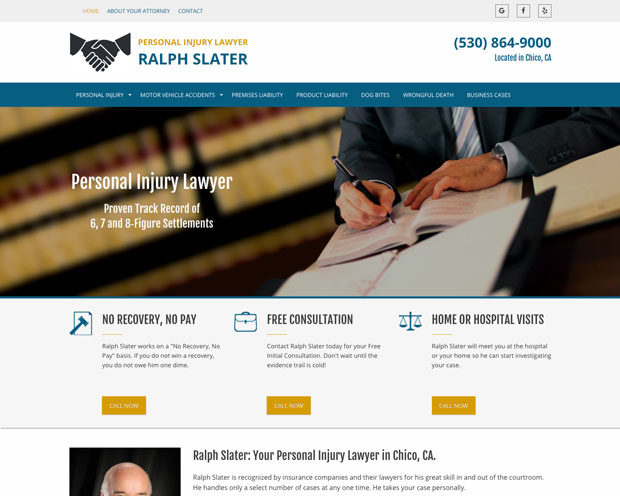 HOME ABOUT YOUR ATTORNEY CONTACT
G f
PERSONAL INJURY LAWYER
RALPH SLATER
(530) 864-9000
Located in Chico, CA
PERSONAL INJURY MOTOR VEHICLE ACCIDENTS PREMISES LIABILITY PRODUCT LIABILITY DOG BITES WRONGFUL DEATH BUSINESS CASES
Personal Injury Lawyer
Proven Track Record of
6, 7 and 8-Figure Settlements
NO RECOVERY, NO PAY
Ralph Slater works on a "No Recovery, No
Pay" basis. If you do not win a recovery,
you do not owe him one dime.
CALL NOW
FREE CONSULTATION
Contact Ralph Slater today for your Free
Initial Consultation. Don't wait until the
evidence trail is cold!
CALL NOW
HOME OR HOSPITAL VISITS
Ralph Slater will meet you at the hospital
or your home so he can start investigating
your case.
CALL NOW
Ralph Slater: Your Personal Injury Lawyer in Chico, CA.
Ralph Slater is recognized by insurance companies and their lawyers for his great skill in and out of the courtroom.
He handles only a select number of cases at any one time. He takes your case personally.